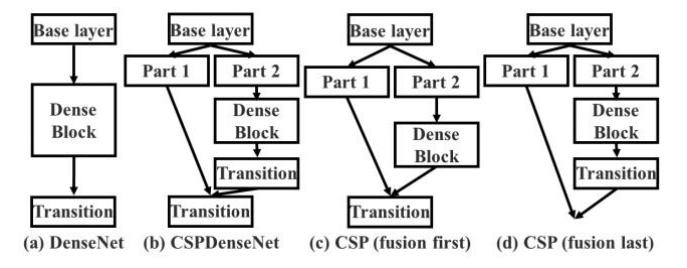 Base layer
Dense
Block
Transition
(a) DenseNet
Base layer
Part 1
Part 2
Dense
Block
Transition
Transition
(b) CSPDenseNet
Base layer
Part 1
Part 2
Dense
Block
Transition
(c) CSP (fusion first)
Base layer
Part 1
Part 2
Dense
Block
Transition
(d) CSP (fusion last)